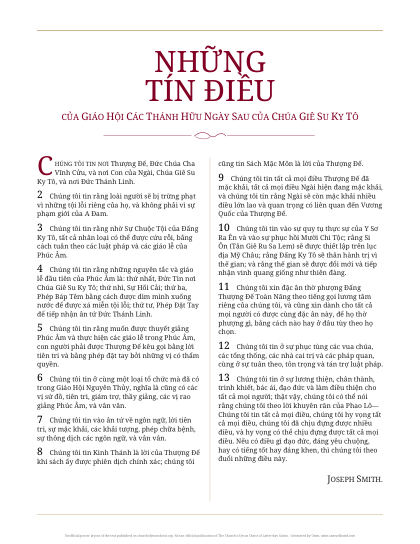 NHỮNG
TÍN ĐIỀU
CỦA GIÁO HỘI CÁC THÁNH HỮU NGÀY SAU CỦA CHÚA GIÊ SU KY TÔ
CHÚNG TÔI TIN NƠI Thượng Đế, Đức Chúa Cha
Vĩnh Cửu, và nơi Con của Ngài, Chúa Giê Su
Ky Tô, và nơi Đức Thánh Linh.
2 Chúng tôi tin rằng loài người sẽ bị trừng phạt
vì những tội lỗi riêng của họ, và không phải vì sự
phạm giới của A Đam.
3 Chúng tôi tin rằng nhờ Sự Chuộc Tội của Đấng
Ky Tô, tất cả nhân loại có thể được cứu rỗi, bằng
cách tuân theo các luật pháp và các giáo lễ của
Phúc Âm.
4 Chúng tôi tin rằng những nguyên tắc và giáo
lễ đầu tiên của Phúc Âm là: thứ nhất, Đức Tin nơi
Chúa Giê Su Ky Tô; thứ nhì, Sự Hối Cải; thứ ba,
Phép Báp Têm bằng cách được dìm mình xuống
nước để được xá miễn tội lỗi; thứ tư, Phép Đặt Tay
để tiếp nhận ân tứ Đức Thánh Linh.
5 Chúng tôi tin rằng muốn được thuyết giảng
Phúc Âm và thực hiện các giáo lễ trong Phúc Âm,
con người phải được Thượng Đế kêu gọi bằng lời
tiên tri và bằng phép đặt tay bởi những vị có thẩm
quyền.
6 Chúng tôi tin ở cùng một loại tổ chức mà đã có
trong Giáo Hội Nguyên Thủy, nghĩa là cũng có các
vị sứ đồ, tiên tri, giám trợ, thầy giảng, các vị rao
giảng Phúc Âm, và vân vân.
7 Chúng tôi tin vào ân tứ về ngôn ngữ, lời tiên
tri, sự mặc khải, các khải tượng, phép chữa bệnh,
sự thông dịch các ngôn ngữ, và vân vân.
8 Chúng tôi tin Kinh Thánh là lời của Thượng Đế
khi sách ấy được phiên dịch chính xác; chúng tôi
cũng tin Sách Mặc Môn là lời của Thượng Đế.
9 Chúng tôi tin tất cả mọi điều Thượng Đế đã
mặc khải, tất cả mọi điều Ngài hiện đang mặc khải,
và chúng tôi tin rằng Ngài sẽ còn mặc khải nhiều
điều lớn lao và quan trọng có liên quan đến Vương
Quốc của Thượng Đế.
10 Chúng tôi tin vào sự quy tụ thực sự của Y Sơ
Ra Ên và vào sự phục hồi Mười Chi Tộc; rằng Si
Ôn (Tân Giê Ru Sa Lem) sẽ được thiết lập trên lục
địa Mỹ Châu; rằng Đấng Ky Tô sẽ thân hành trị vì
thế gian; và rằng thế gian sẽ được đổi mới và tiếp
nhận vinh quang giống như thiên đàng.
11 Chúng tôi xin đặc ân thờ phượng Đấng
Thượng Đế Toàn Năng theo tiếng gọi lương tâm
riêng của chúng tôi, và cũng xin dành cho tất cả
mọi người có được cùng đặc ân này, để họ thờ
phượng gì, bằng cách nào hay ở đâu tùy theo họ
chọn.
12 Chúng tôi tin ở sự phục tùng các vua chúa,
các tổng thống, các nhà cai trị và các pháp quan,
cùng ở sự tuân theo, tôn trọng và tán trợ luật pháp.
13 Chúng tôi tin ở sự lương thiện, chân thành,
trinh khiết, bác ái, đạo đức và làm điều thiện cho
tất cả mọi người; thật vậy, chúng tôi có thể nói
rằng chúng tôi theo lời khuyên răn của Phao Lô—
Chúng tôi tin tất cả mọi điều, chúng tôi hy vọng tất
cả mọi điều, chúng tôi đã chịu đựng được nhiều
điều, và hy vọng có thể chịu đựng được tất cả mọi
điều. Nếu có điều gì đạo đức, đáng yêu chuộng,
hay có tiếng tốt hay đáng khen, thì chúng tôi theo
đuổi những điều này.
JOSEPH SMITH.